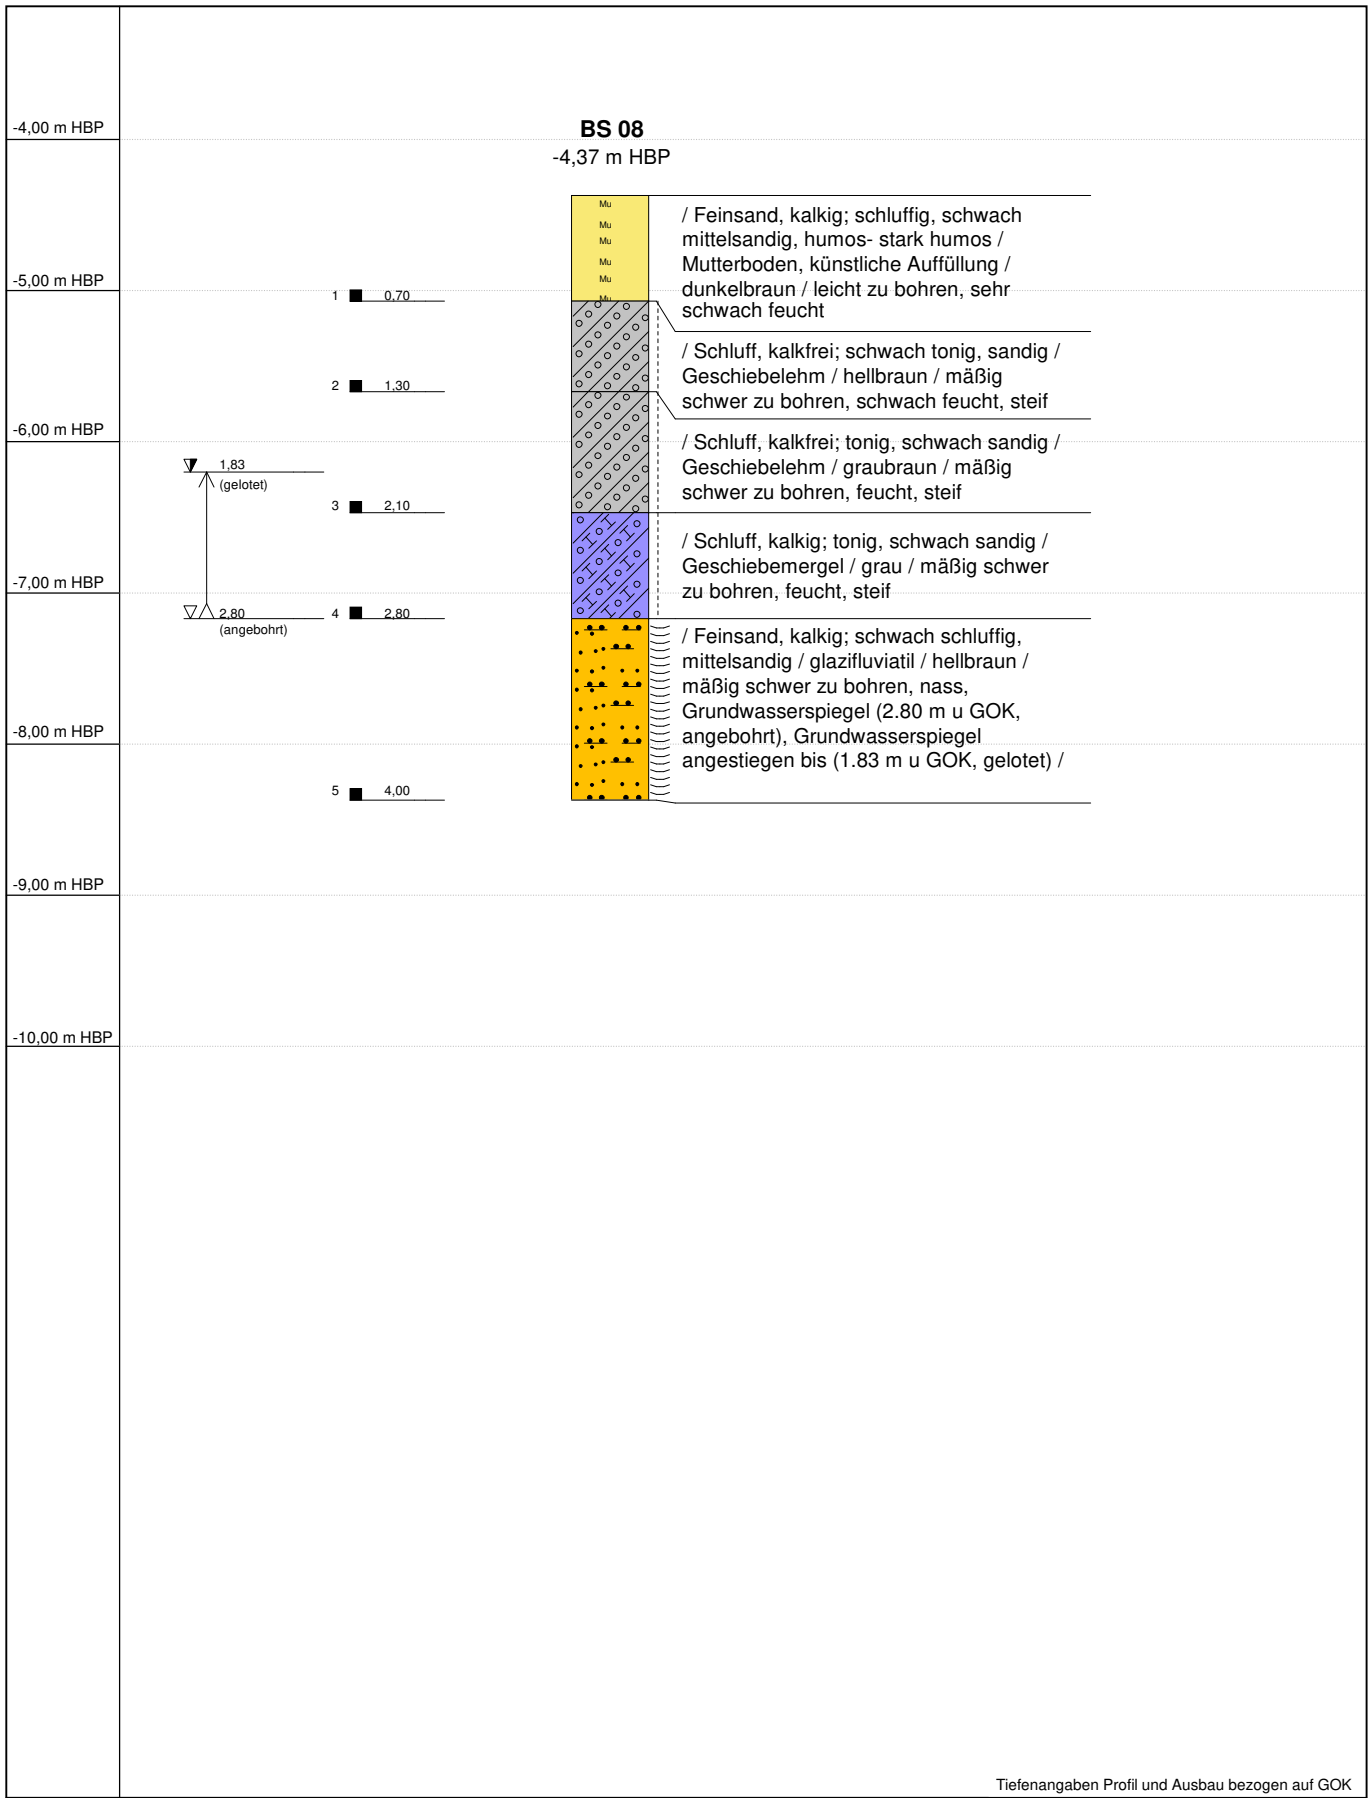 -4,00 m HBP
BS 08
-4,37 m HBP
Mu
Mu
Mu
Mu
Mu
Mu
/ Feinsand, kalkig; schluffig, schwach
mittelsandig, humos- stark humos /
Mutterboden, künstliche Auffüllung /
dunkelbraun / leicht zu bohren, sehr
schwach feucht
-5,00 m HBP
1 0,70
/ Schluff, kalkfrei; schwach tonig, sandig /
Geschiebelehm / hellbraun / mäßig
schwer zu bohren, schwach feucht, steif
2 1,30
-6,00 m HBP
/ Schluff, kalkfrei; tonig, schwach sandig /
Geschiebelehm / graubraun / mäßig
schwer zu bohren, feucht, steif
1,83
(gelotet)
3 2,10
/ Schluff, kalkig; tonig, schwach sandig /
Geschiebemergel / grau / mäßig schwer
zu bohren, feucht, steif
-7,00 m HBP
2,80
(angebohrt)
4 2,80
/ Feinsand, kalkig; schwach schluffig,
mittelsandig / glazifluviatil / hellbraun /
mäßig schwer zu bohren, nass,
Grundwasserspiegel (2.80 m u GOK,
angebohrt), Grundwasserspiegel
angestiegen bis (1.83 m u GOK, gelotet) /
-8,00 m HBP
5 4,00
-9,00 m HBP
-10,00 m HBP
Tiefenangaben Profil und Ausbau bezogen auf GOK